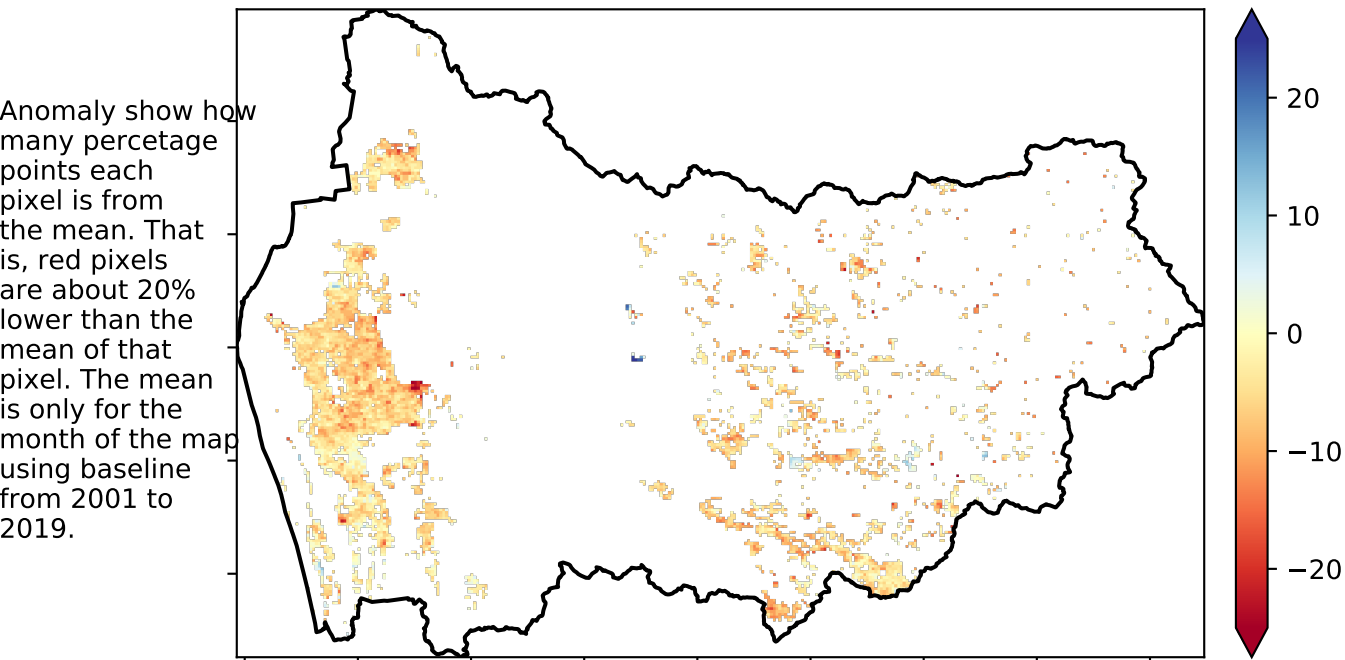 Anomaly show how
many percetage
points each
pixel is from
the mean. That
is, red pixels
are about 20%
lower than the
mean of that
pixel. The mean
is only for the
month of the map
using baseline
from 2001 to
2019.
20
10
0
−10
−20